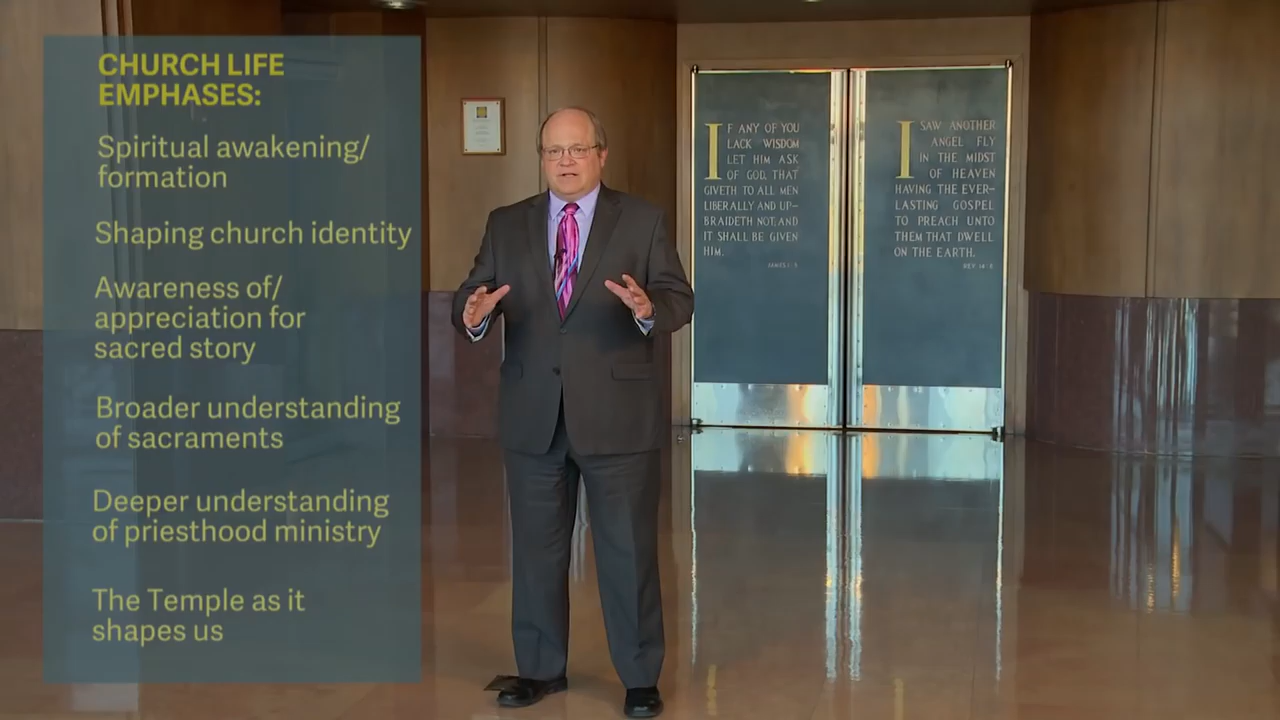 CHURCH LIFE
EMPHASES:
Spiritual awakening/
formation
Shaping church identity
Awareness of/
appreciation for
sacred story
Broader understanding
of sacraments
Deeper understanding
of priesthood ministry
The Temple as it
shapes us
IF ANY OF YOU
LACK WISDOM
LET HIM ASK
OF GOD, THAT
GIVETH TO ALL MEN
LIBERALLY AND UP-
BRAIDETH NOT; AND
IT SHALL BE GIVEN
HIM.
I SAW ANOTHER
ANGEL FLY
IN THE MIDST
OF HEAVEN
HAVING THE EVER-
LASTING GOSPEL
TO PREACH UNTO
THEM THAT DWELL
ON THE EARTH.